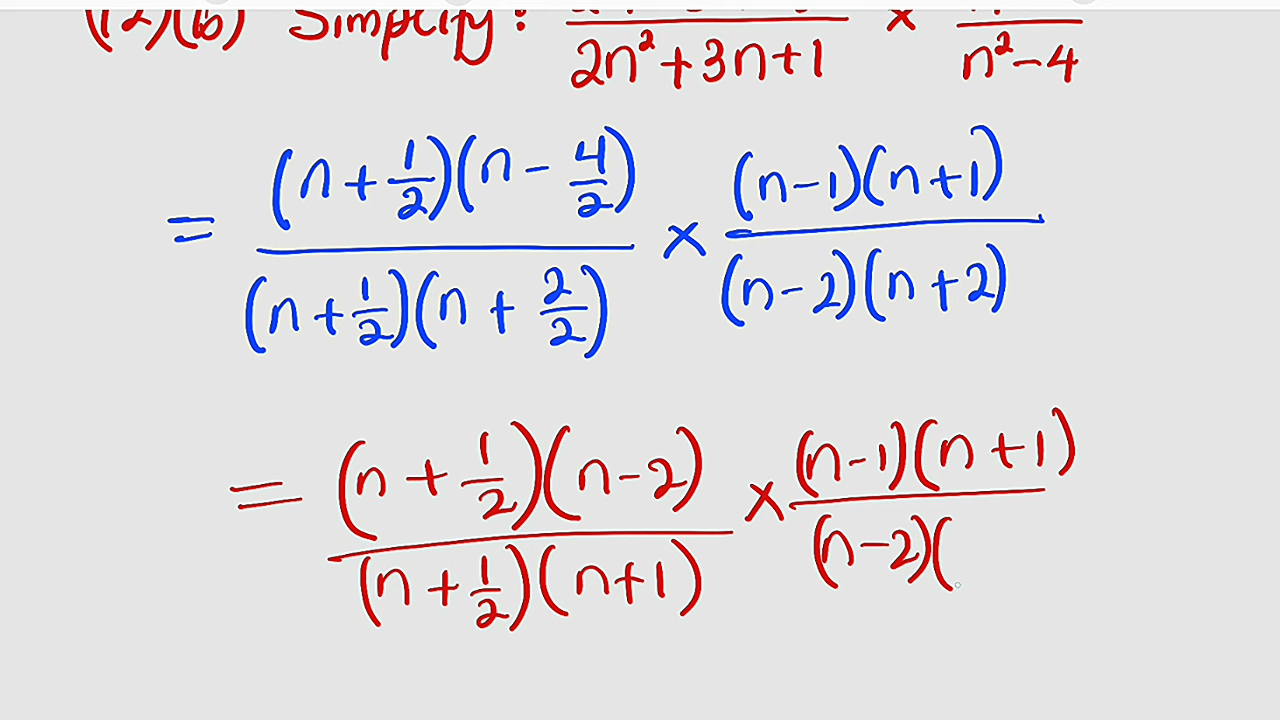 (12)(b) Simplify: ―/(2n²+3n+1) × ―/(n²-4)
= (n+1/2)(n-4/2)/(n+1/2)(n+2/2) × (n-1)(n+1)/(n-2)(n+2)
= (n+1/2)(n-2)/(n+1/2)(n+1) × (n-1)(n+1)/(n-2)(